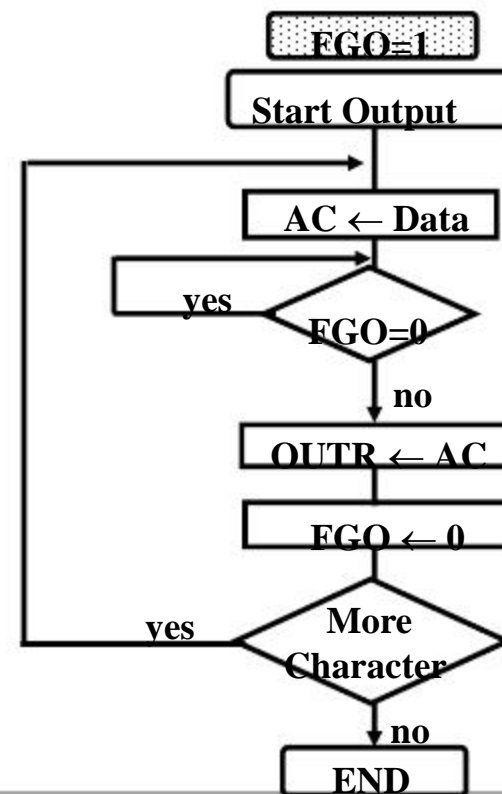 FGO=1
Start Output
AC ← Data
yes
FGO=0
no
OUTR ← AC
FGO ← 0
yes
More
Character
no
END